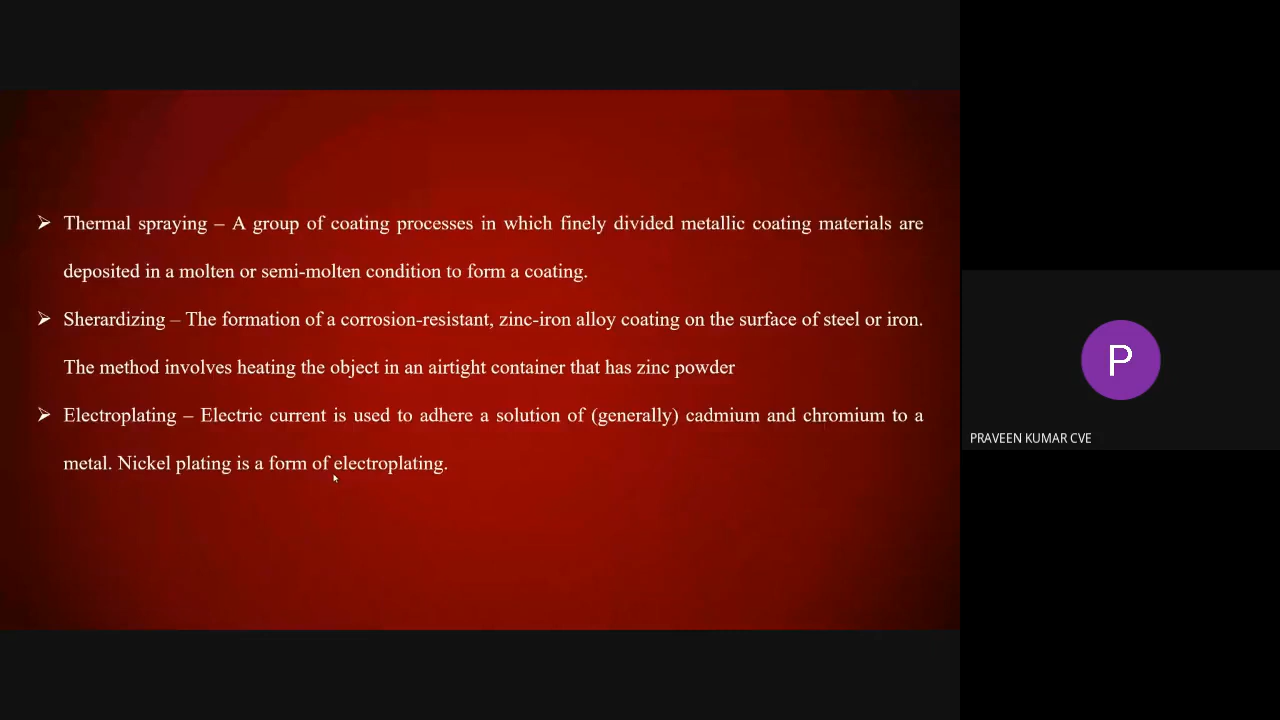 ➢ Thermal spraying – A group of coating processes in which finely divided metallic coating materials are
deposited in a molten or semi-molten condition to form a coating.
➢ Sherardizing – The formation of a corrosion-resistant, zinc-iron alloy coating on the surface of steel or iron.
The method involves heating the object in an airtight container that has zinc powder
➢ Electroplating – Electric current is used to adhere a solution of (generally) cadmium and chromium to a
metal. Nickel plating is a form of electroplating.
P
PRAVEEN KUMAR CVE